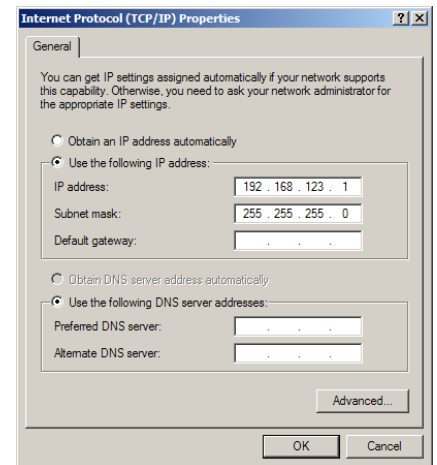 Internet Protocol (TCP/IP) Properties
General
You can get IP settings assigned automatically if your network supports
this capability. Otherwise, you need to ask your network administrator for
the appropriate IP settings.
Obtain an IP address automatically
Use the following IP address:
IP address: 192 . 168 . 123 . 1
Subnet mask: 255 . 255 . 255 . 0
Default gateway: . . .
Obtain DNS server address automatically
Use the following DNS server addresses:
Preferred DNS server: . . .
Alternate DNS server: . . .
Advanced...
OK Cancel